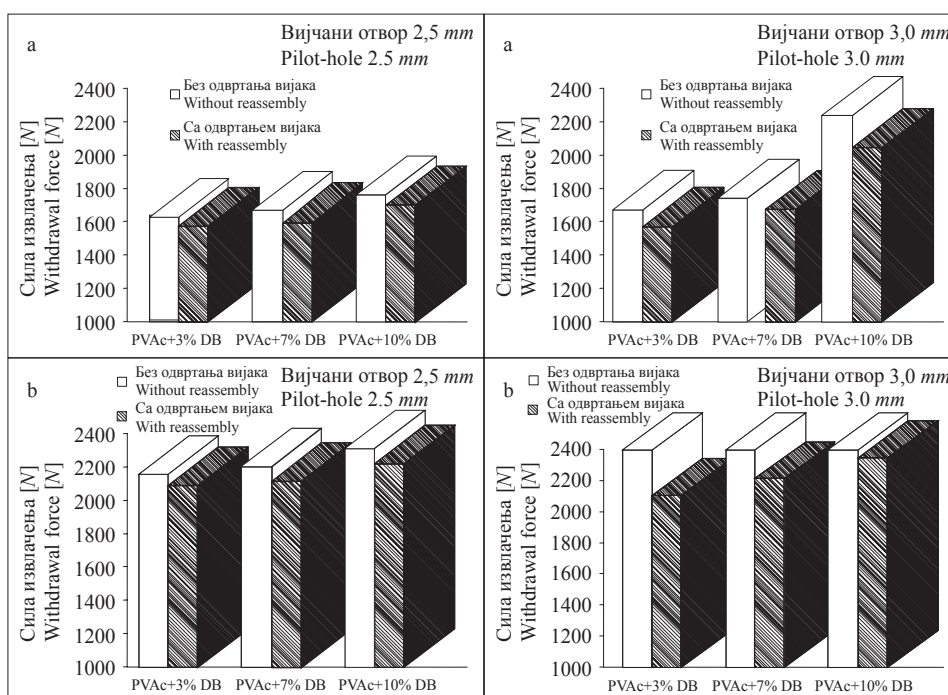 a
Вијчани отвор 2,5 mm
Pilot-hole 2.5 mm
Без одвртања вијака
Without reassembly
Са одвртањем вијака
With reassembly
Сила извлачења [N]
Withdrawal force [N]
2400
2200
2000
1800
1600
1400
1200
1000
PVAc+3% DB PVAc+7% DB PVAc+10% DB
a
Вијчани отвор 3,0 mm
Pilot-hole 3.0 mm
Без одвртања вијака
Without reassembly
Са одвртањем вијака
With reassembly
Сила извлачења [N]
Withdrawal force [N]
2400
2200
2000
1800
1600
1400
1200
1000
PVAc+3% DB PVAc+7% DB PVAc+10% DB
b
Вијчани отвор 2,5 mm
Pilot-hole 2.5 mm
Без одвртања вијака
Without reassembly
Са одвртањем вијака
With reassembly
Сила извлачења [N]
Withdrawal force [N]
2400
2200
2000
1800
1600
1400
1200
1000
PVAc+3% DB PVAc+7% DB PVAc+10% DB
b
Вијчани отвор 3,0 mm
Pilot-hole 3.0 mm
Без одвртања вијака
Without reassembly
Са одвртањем вијака
With reassembly
Сила извлачења [N]
Withdrawal force [N]
2400
2200
2000
1800
1600
1400
1200
1000
PVAc+3% DB PVAc+7% DB PVAc+10% DB